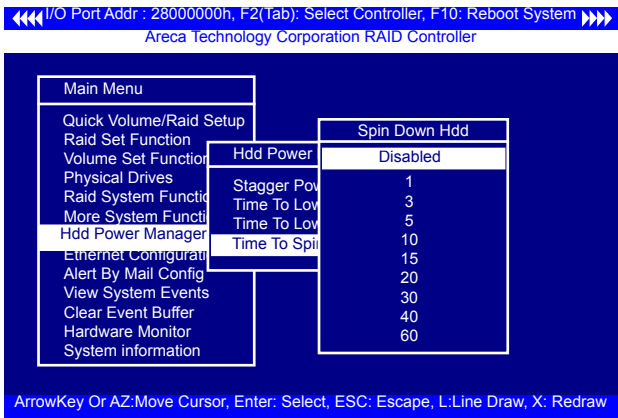 I/O Port Addr : 28000000h, F2(Tab): Select Controller, F10: Reboot System
Areca Technology Corporation RAID Controller
Main Menu
Quick Volume/Raid Setup
Raid Set Function
Volume Set Function
Physical Drives
Raid System Functio
More System Functi
Hdd Power Manager
Ethernet Configurati
Alert By Mail Config
View System Events
Clear Event Buffer
Hardware Monitor
System information
Hdd Power
Stagger Pow
Time To Low
Time To Low
Time To Spi
Spin Down Hdd
Disabled
1
3
5
10
15
20
30
40
60
ArrowKey Or AZ:Move Cursor, Enter: Select, ESC: Escape, L:Line Draw, X: Redraw